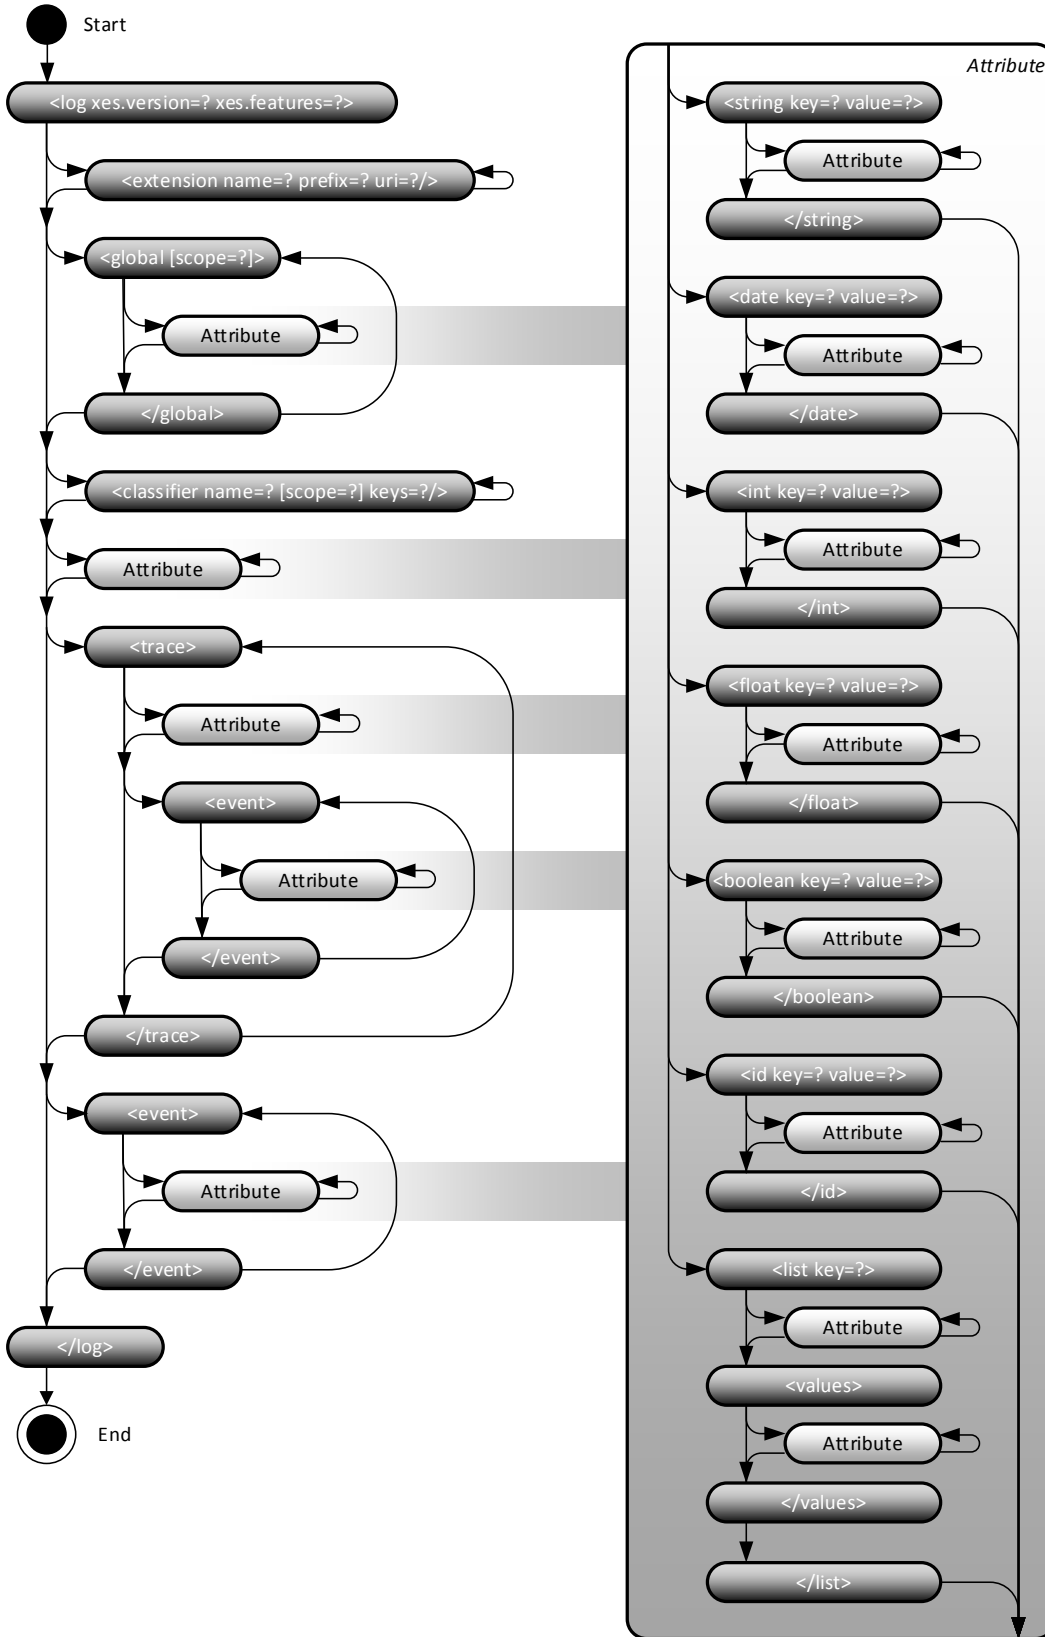 Start
<log xes.version=? xes.features=?>
<extension name=? prefix=? uri=?/>
<global [scope=?]>
Attribute
</global>
<classifier name=? [scope=?] keys=?/>
Attribute
<trace>
Attribute
<event>
Attribute
</event>
</trace>
<event>
Attribute
</event>
</log>
End
Attribute
<string key=? value=?>
Attribute
</string>
<date key=? value=?>
Attribute
</date>
<int key=? value=?>
Attribute
</int>
<float key=? value=?>
Attribute
</float>
<boolean key=? value=?>
Attribute
</boolean>
<id key=? value=?>
Attribute
</id>
<list key=?>
Attribute
<values>
Attribute
</values>
</list>